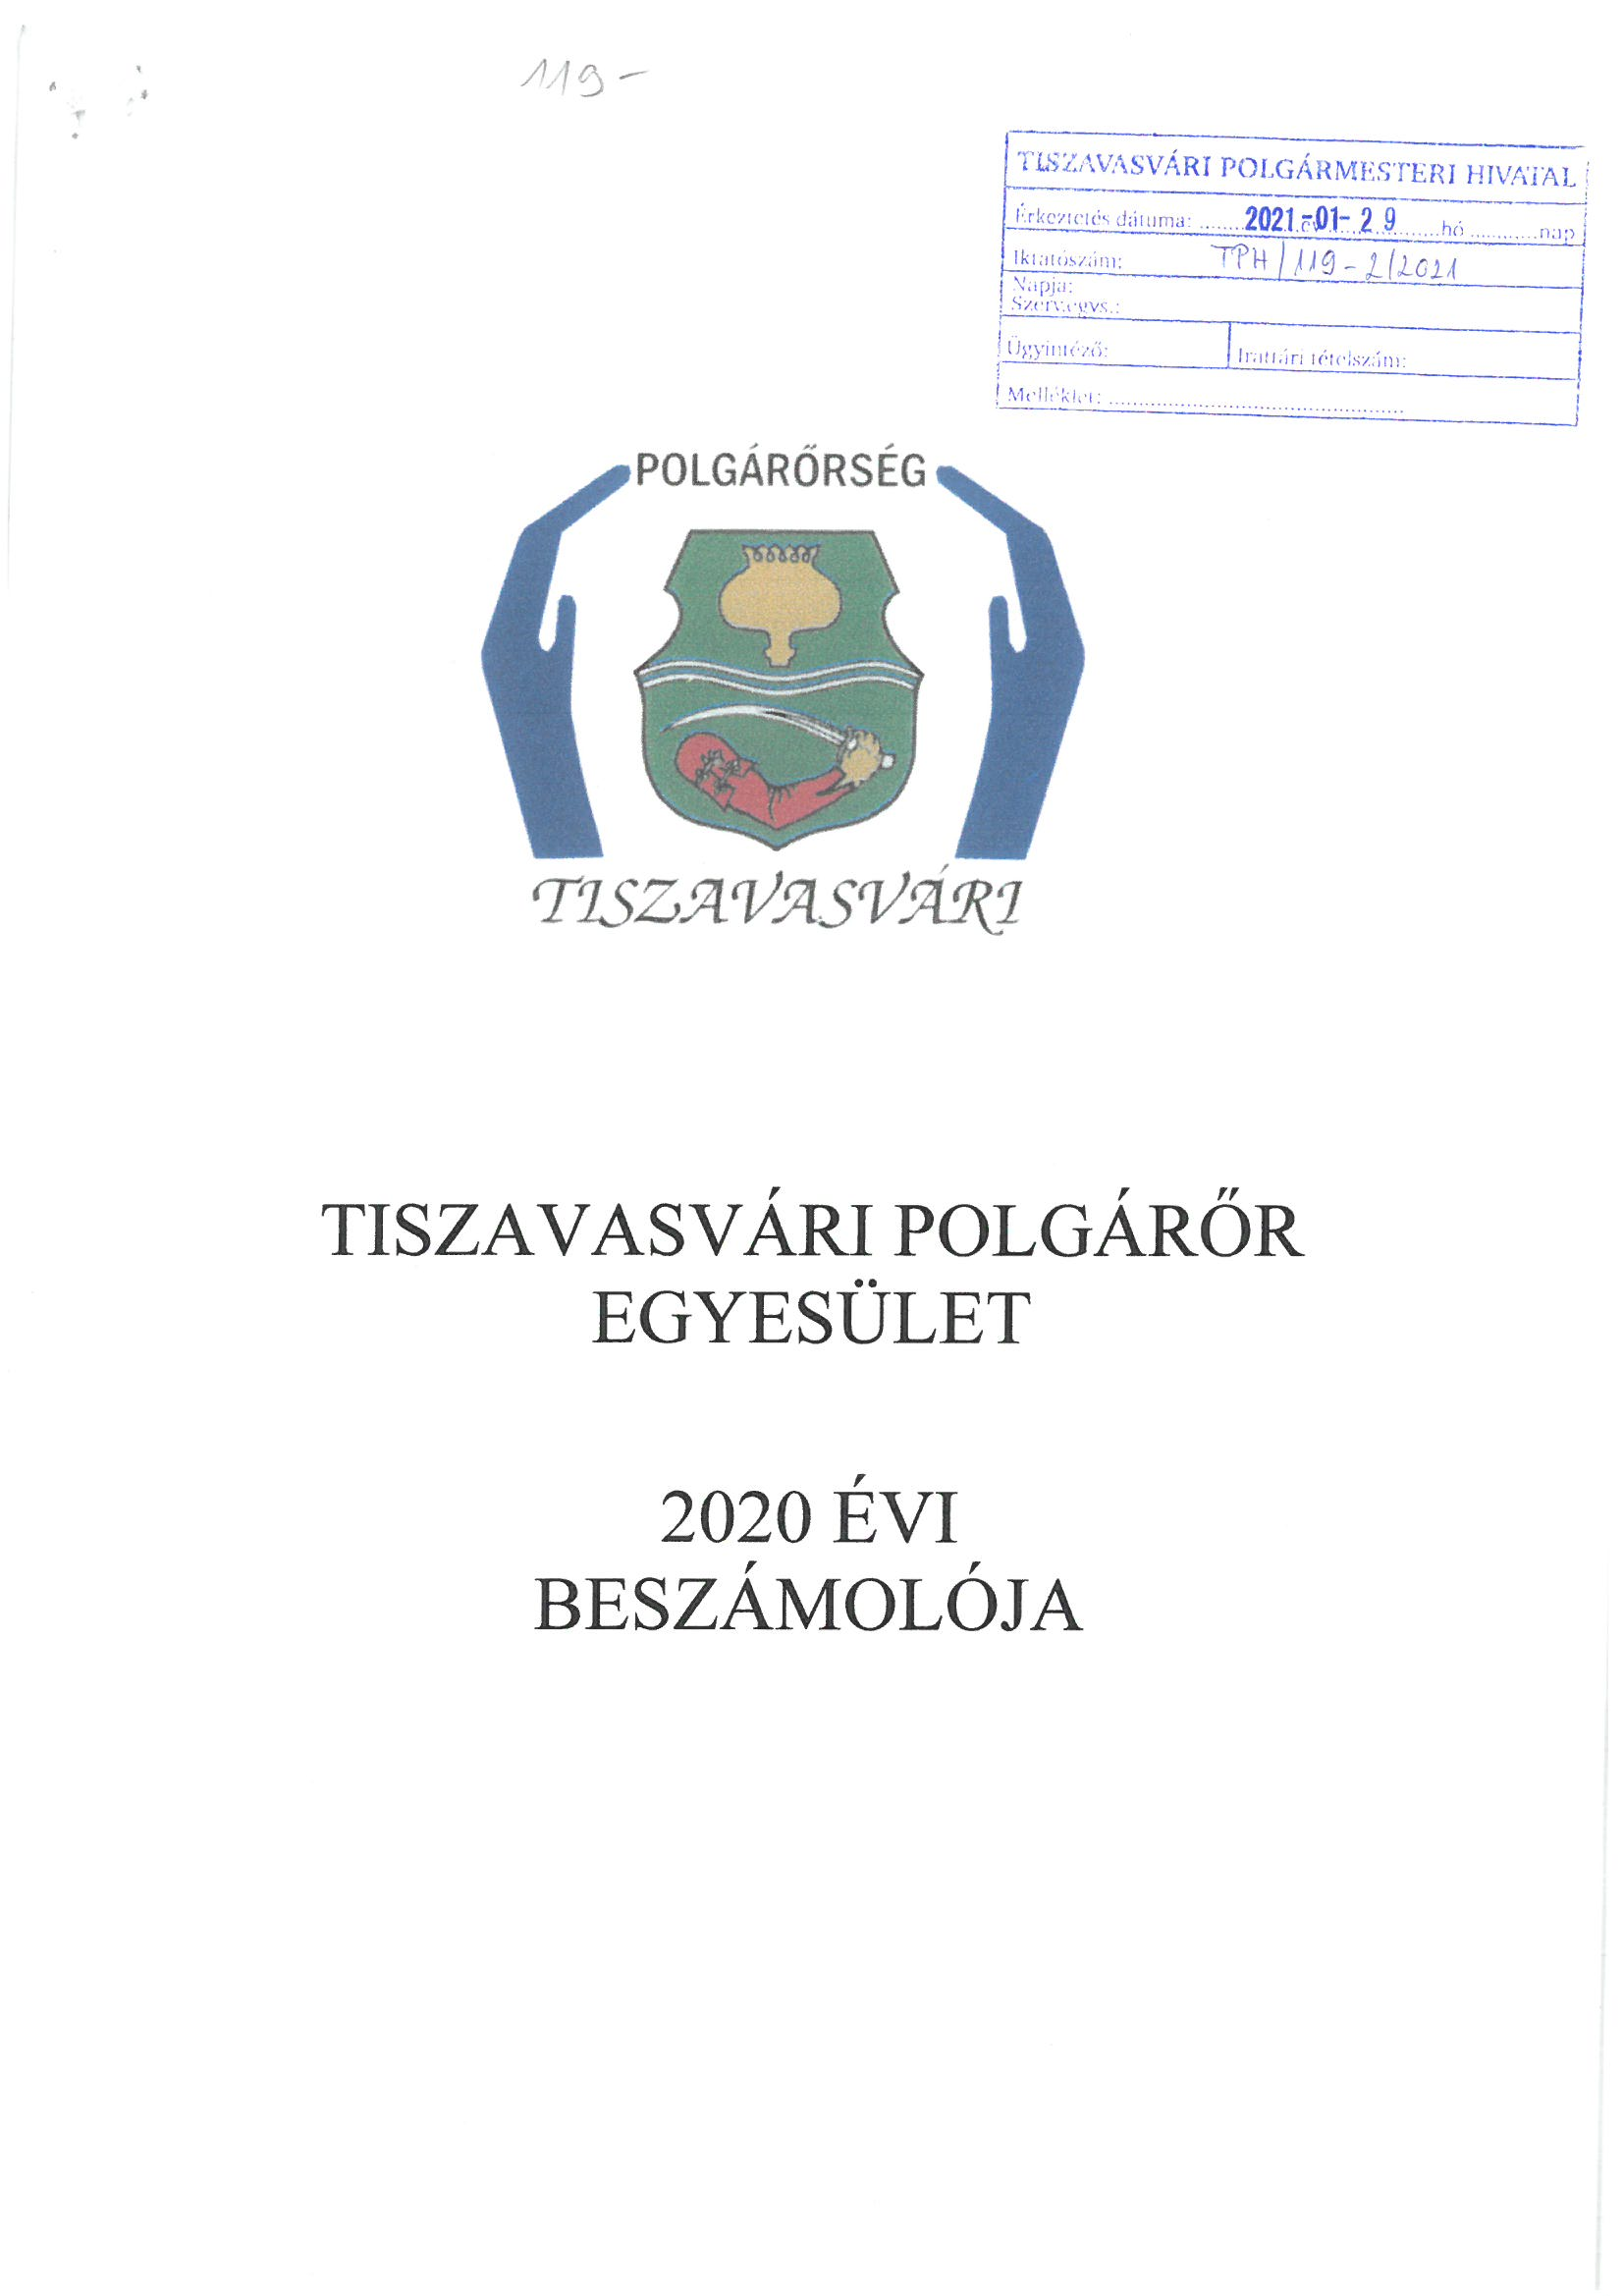 119-
TISZAVASVÁRI POLGÁRMESTERI HIVATAL
Érkeztetés dátuma: ........2021.-01-29........hó ............nap
Iktatószám: TPH/119-2/2021
Napja:
Szerv.egys.:
Ügyintéző: Irattári tételszám:
Melléklet: ....................................................
POLGÁRŐRSÉG
TISZAVASVÁRI
TISZAVASVÁRI POLGÁRŐR
EGYESÜLET
2020 ÉVI
BESZÁMOLÓJA